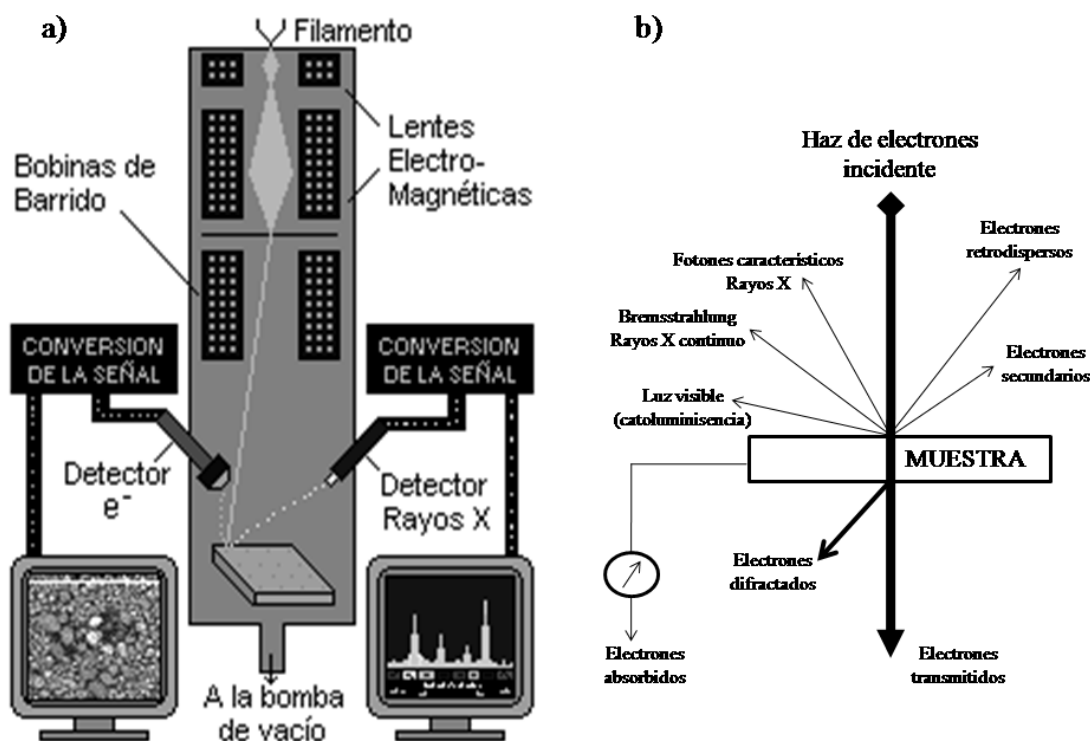 a)
Filamento
Lentes
Electro-
Magnéticas
Bobinas de
Barrido
CONVERSION
DE LA SEÑAL
CONVERSION
DE LA SEÑAL
Detector
e-
Detector
Rayos X
A la bomba
de vacío
b)
Haz de electrones
incidente
Electrones
retrodispersos
Fotones característicos
Rayos X
Bremsstrahlung
Rayos X continuo
Electrones
secundarios
Luz visible
(catoluminisencia)
MUESTRA
Electrones
difractados
Electrones
absorbidos
Electrones
transmitidos